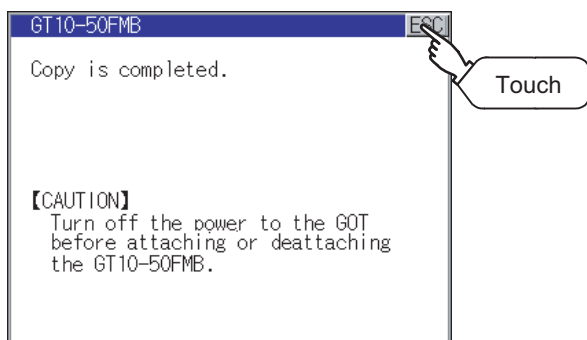 GT10-50FMB ESC
Copy is completed.
Touch
【CAUTION】
Turn off the power to the GOT
before attaching or deattaching
the GT10-50FMB.